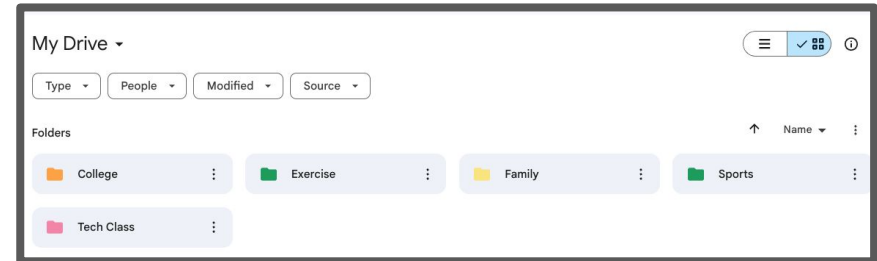 My Drive
Type People Modified Source
Folders Name
College Exercise Family Sports
Tech Class